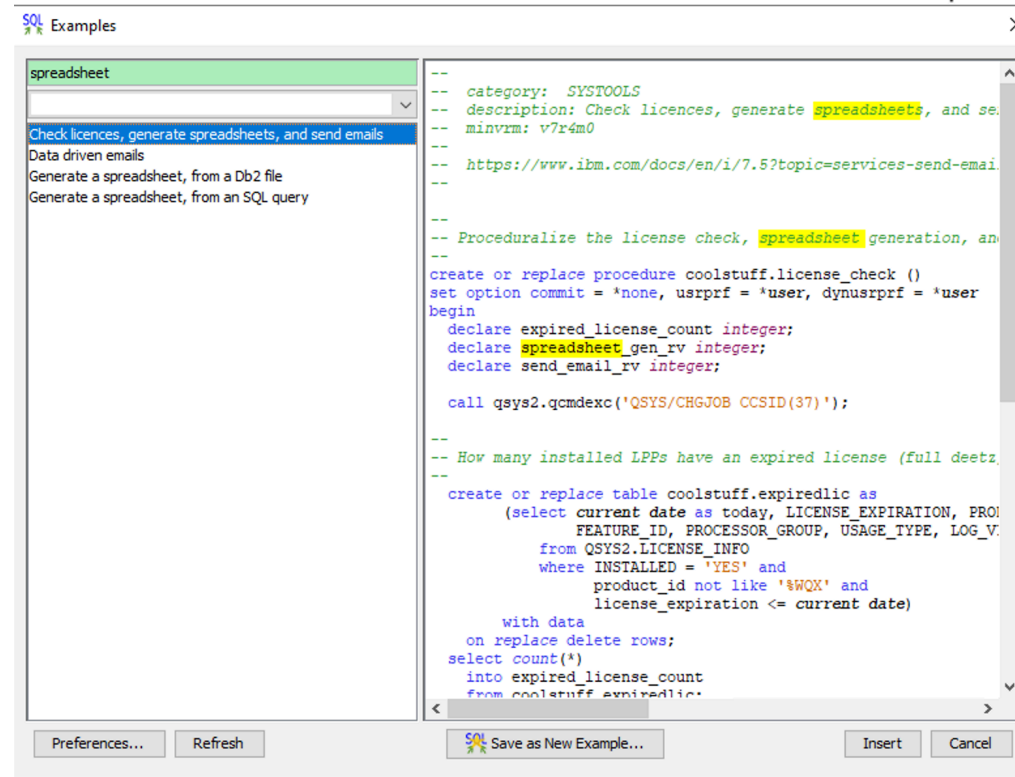 SQL Examples
spreadsheet
Check licences, generate spreadsheets, and send emails
Data driven emails
Generate a spreadsheet, from a Db2 file
Generate a spreadsheet, from an SQL query
--
--  category:  SYSTOOLS
--  description: Check licences, generate spreadsheets, and se
--  minvrm: v7r4m0
--
--  https://www.ibm.com/docs/en/i/7.5?topic=services-send-emai
--
--
-- Proceduralize the license check, spreadsheet generation, an
--
create or replace procedure coolstuff.license_check ()
set option commit = *none, usrprf = *user, dynusrprf = *user
begin
  declare expired_license_count integer;
  declare spreadsheet_gen_rv integer;
  declare send_email_rv integer;
  call qsys2.qcmdexc('QSYS/CHGJOB CCSID(37)');
--
-- How many installed LPPs have an expired license (full deetz
--
  create or replace table coolstuff.expiredlic as
        (select current date as today, LICENSE_EXPIRATION, PRO
                FEATURE_ID, PROCESSOR_GROUP, USAGE_TYPE, LOG_V
            from QSYS2.LICENSE_INFO
            where INSTALLED = 'YES' and
                  product_id not like '%WQX' and
                  license_expiration <= current date)
        with data
    on replace delete rows;
  select count(*)
    into expired_license_count
    from coolstuff.expiredlic;
Preferences...
Refresh
SQL Save as New Example...
Insert
Cancel